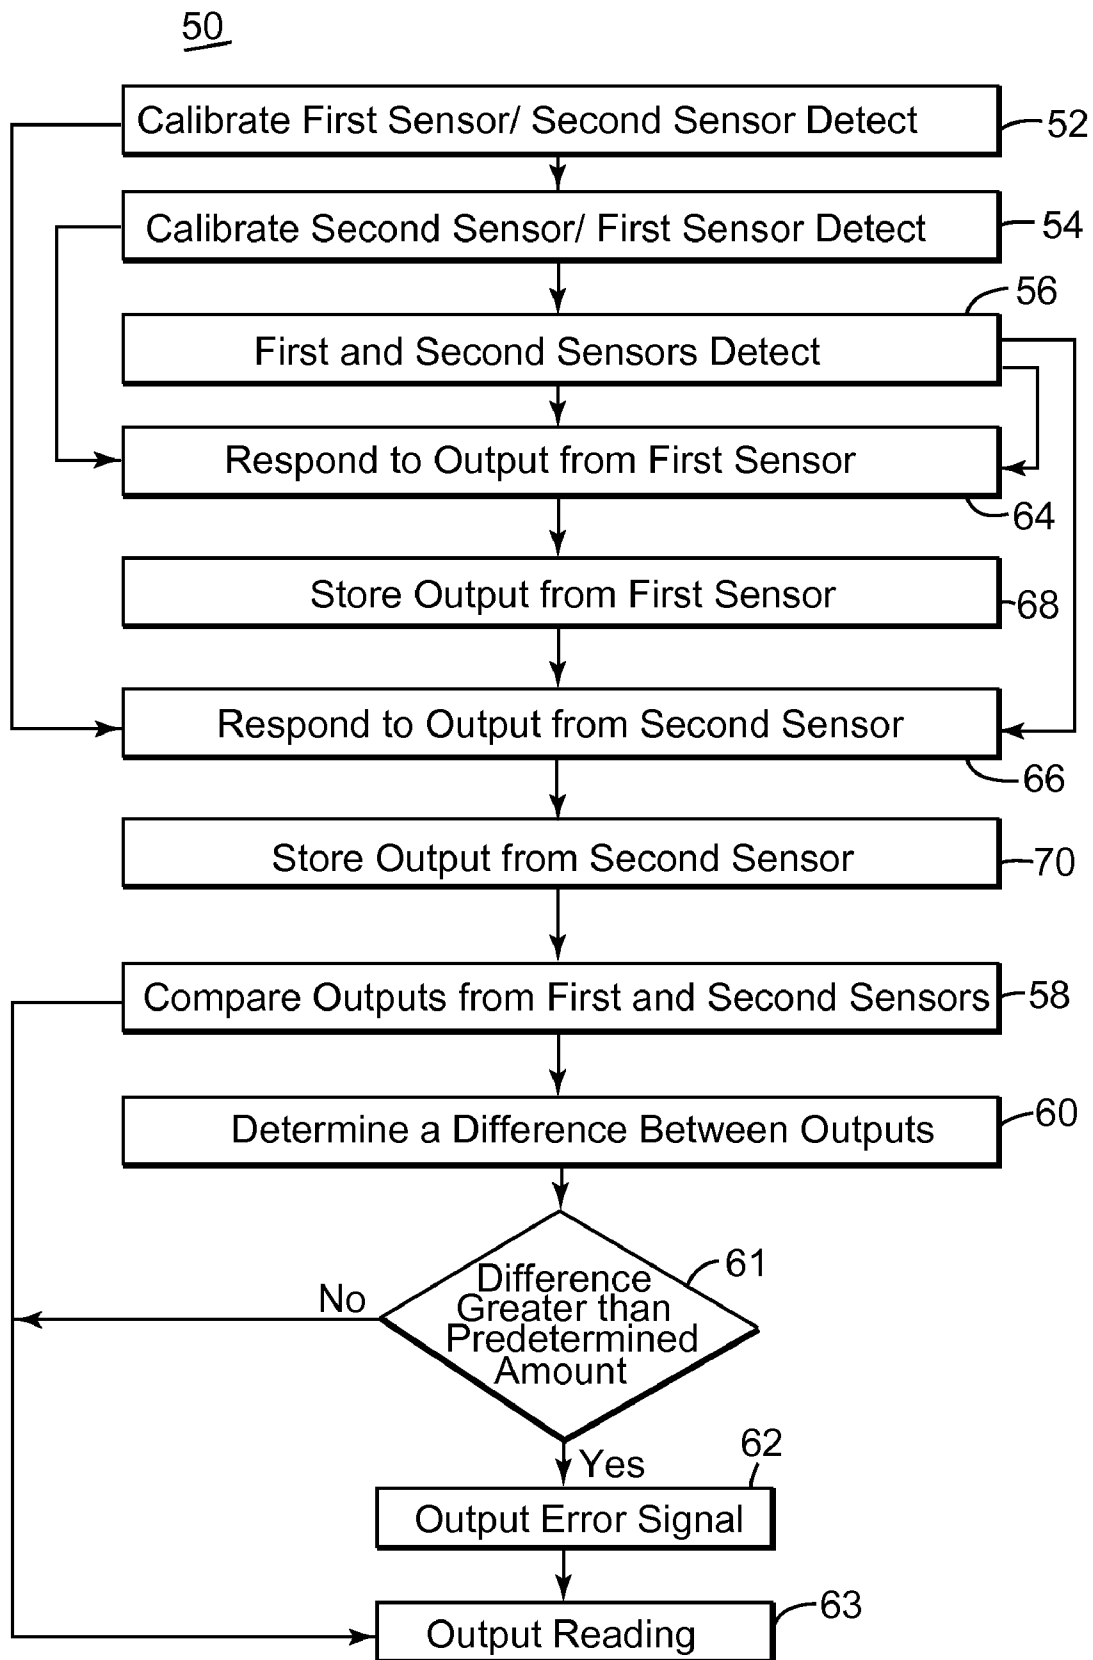 50
Calibrate First Sensor/ Second Sensor Detect
52
Calibrate Second Sensor/ First Sensor Detect
54
56
First and Second Sensors Detect
Respond to Output from First Sensor
64
Store Output from First Sensor
68
Respond to Output from Second Sensor
66
Store Output from Second Sensor
70
Compare Outputs from First and Second Sensors
58
Determine a Difference Between Outputs
60
61
Difference
Greater than
Predetermined
Amount
No
Yes
62
Output Error Signal
63
Output Reading